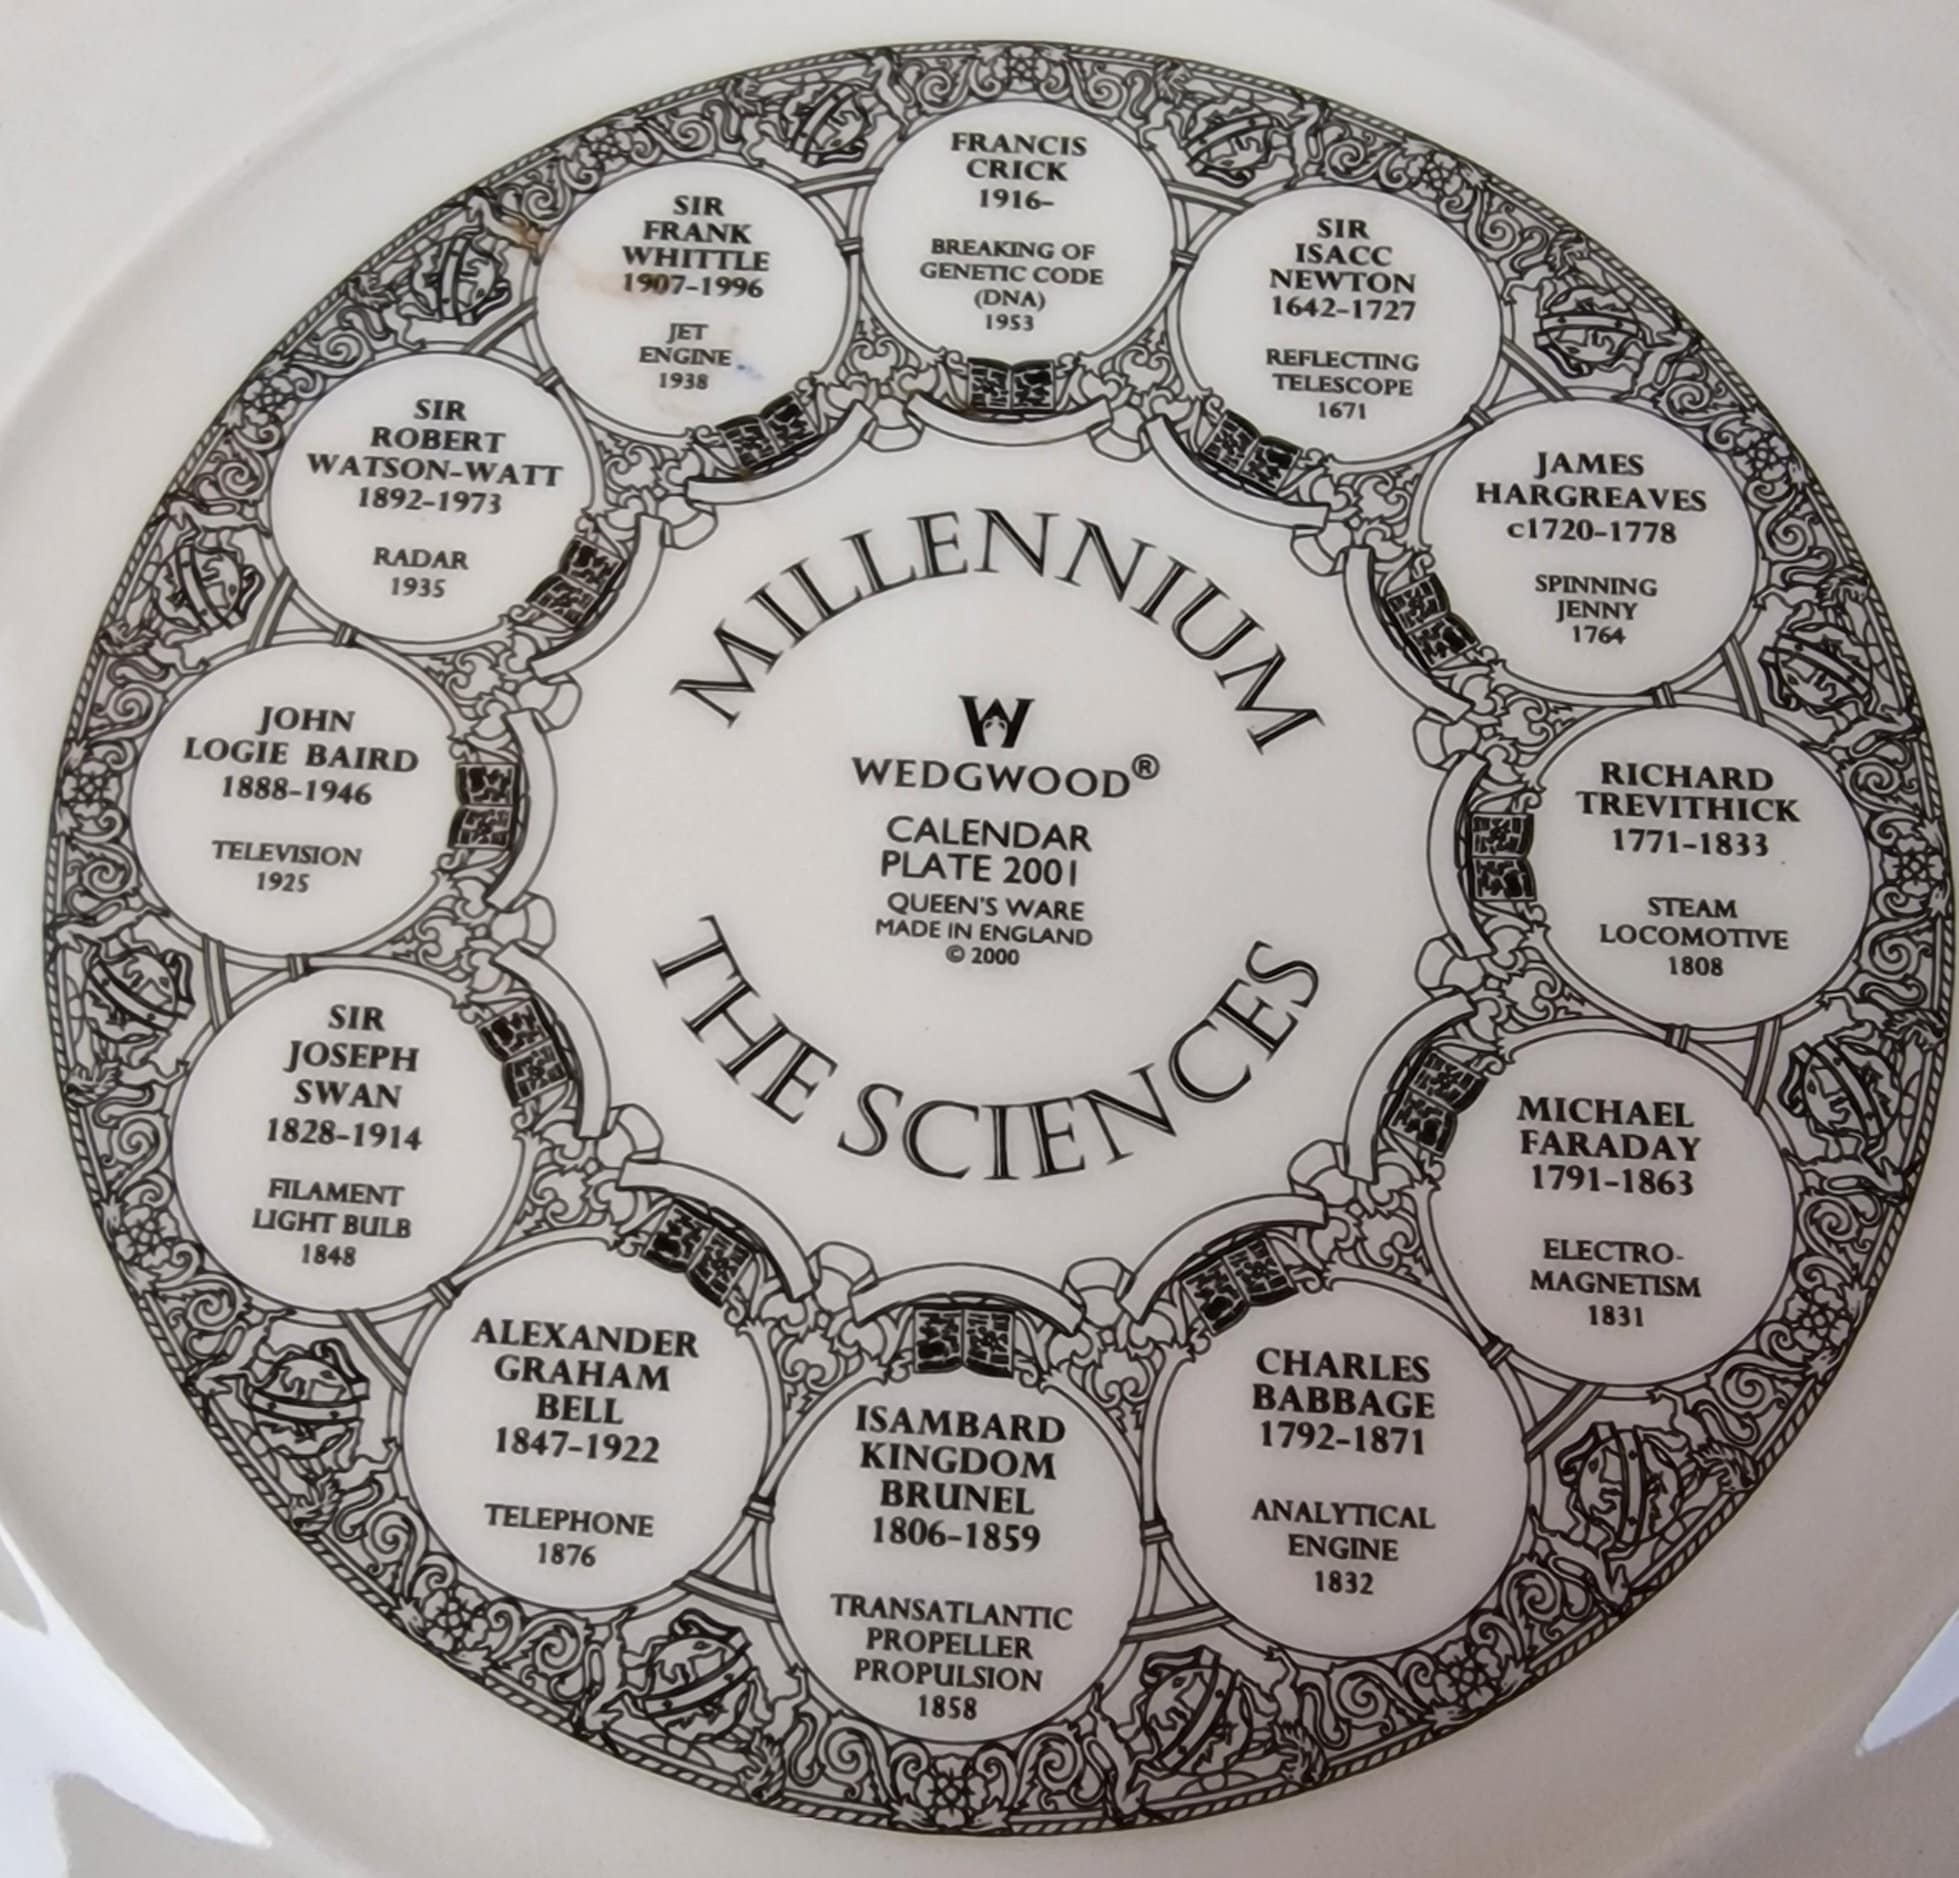 MILLENNIUM
WEDGWOOD®
CALENDAR
PLATE 2001
QUEEN'S WARE
MADE IN ENGLAND
© 2000
THE SCIENCES
FRANCIS
CRICK
1916-
BREAKING OF
GENETIC CODE
(DNA)
1953
SIR
ISACC
NEWTON
1642-1727
REFLECTING
TELESCOPE
1671
JAMES
HARGREAVES
c1720-1778
SPINNING
JENNY
1764
RICHARD
TREVITHICK
1771-1833
STEAM
LOCOMOTIVE
1808
MICHAEL
FARADAY
1791-1863
ELECTRO-
MAGNETISM
1831
CHARLES
BABBAGE
1792-1871
ANALYTICAL
ENGINE
1832
ISAMBARD
KINGDOM
BRUNEL
1806-1859
TRANSATLANTIC
PROPELLER
PROPULSION
1858
ALEXANDER
GRAHAM
BELL
1847-1922
TELEPHONE
1876
SIR
JOSEPH
SWAN
1828-1914
FILAMENT
LIGHT BULB
1848
JOHN
LOGIE BAIRD
1888-1946
TELEVISION
1925
SIR
ROBERT
WATSON-WATT
1892-1973
RADAR
1935
SIR
FRANK
WHITTLE
1907-1996
JET
ENGINE
1938